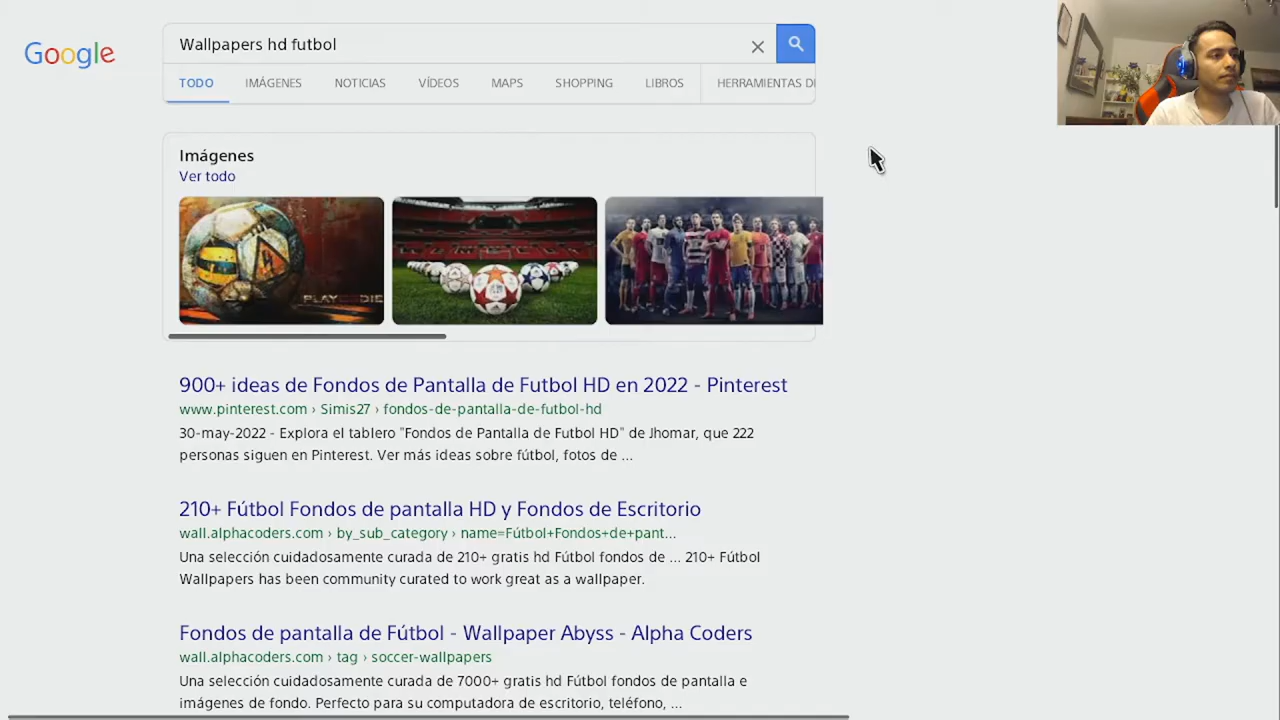 Google
Wallpapers hd futbol
TODO IMÁGENES NOTICIAS VÍDEOS MAPS SHOPPING LIBROS HERRAMIENTAS DI
Imágenes
Ver todo
900+ ideas de Fondos de Pantalla de Futbol HD en 2022 - Pinterest
www.pinterest.com › Simis27 › fondos-de-pantalla-de-futbol-hd
30-may-2022 - Explora el tablero "Fondos de Pantalla de Futbol HD" de Jhomar, que 222
personas siguen en Pinterest. Ver más ideas sobre fútbol, fotos de ...
210+ Fútbol Fondos de pantalla HD y Fondos de Escritorio
wall.alphacoders.com › by_sub_category › name=Fútbol+Fondos+de+pant...
Una selección cuidadosamente curada de 210+ gratis hd Fútbol fondos de ... 210+ Fútbol
Wallpapers has been community curated to work great as a wallpaper.
Fondos de pantalla de Fútbol - Wallpaper Abyss - Alpha Coders
wall.alphacoders.com › tag › soccer-wallpapers
Una selección cuidadosamente curada de 7000+ gratis hd Fútbol fondos de pantalla e
imágenes de fondo. Perfecto para su computadora de escritorio, teléfono, ...